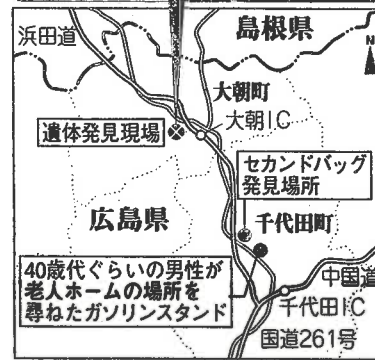 島根県
浜田道
N
大朝町
大朝IC
遺体発見現場
セカンドバッグ
発見場所
広島県
千代田町
40歳代ぐらいの男性が
老人ホームの場所を
尋ねたガソリンスタンド
中国道
千代田IC
国道261号